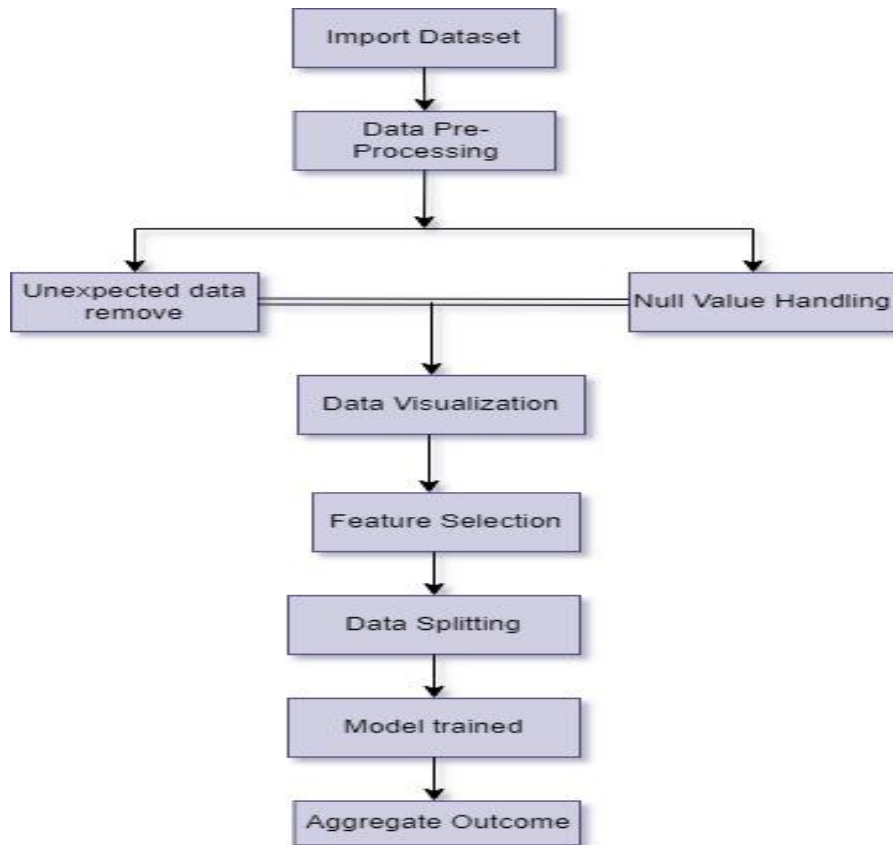 Import Dataset
Data Pre-
Processing
Unexpected data
remove
Null Value Handling
Data Visualization
Feature Selection
Data Splitting
Model trained
Aggregate Outcome